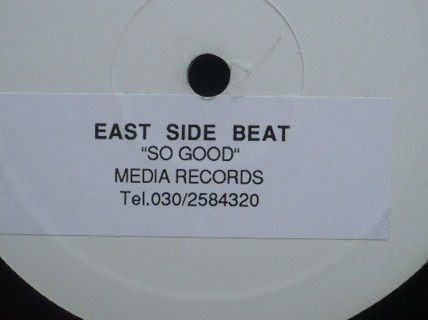 EAST SIDE BEAT
“SO GOOD“
MEDIA RECORDS
Tel.030/2584320